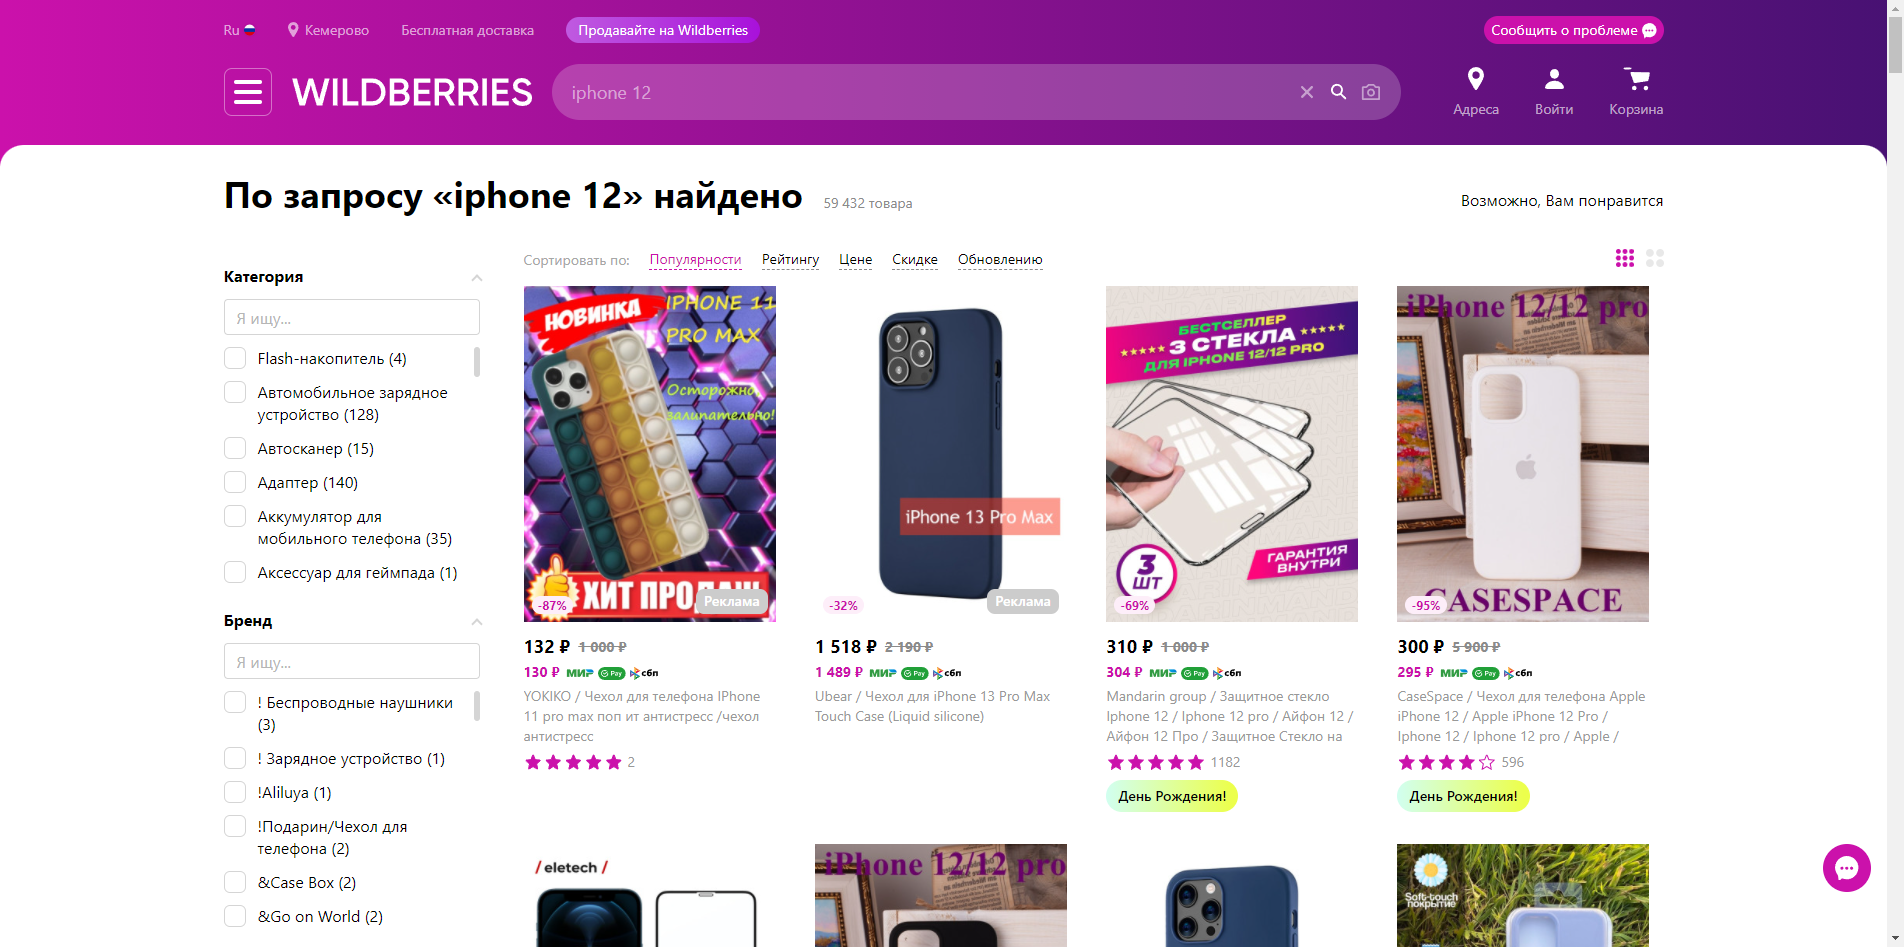 Ru
Кемерово
Бесплатная доставка
Продавайте на Wildberries
Сообщить о проблеме
WILDBERRIES
iphone 12
Адреса
Войти
Корзина
По запросу «iphone 12» найдено
59 432 товара
Возможно, Вам понравится
Сортировать по:
Популярности
Рейтингу
Цене
Скидке
Обновлению
Категория
Я ищу...
Flash-накопитель (4)
Автомобильное зарядное
устройство (128)
Автосканер (15)
Адаптер (140)
Аккумулятор для
мобильного телефона (35)
Аксессуар для геймпада (1)
Бренд
Я ищу...
! Беспроводные наушники
(3)
! Зарядное устройство (1)
!Aliluya (1)
!Подарин/Чехол для
телефона (2)
&Case Box (2)
&Go on World (2)
НОВИНКА
IPHONE 11
PRO MAX
Осторожно
залипательно!
ХИТ ПРОДАЖ
-87%
Реклама
132 ₽ 1 000 ₽
130 ₽ МИР Pay сбп
YOKIKO / Чехол для телефона IPhone
11 pro max поп ит антистресс /чехол
антистресс
2
iPhone 13 Pro Max
-32%
Реклама
1 518 ₽ 2 190 ₽
1 489 ₽ МИР Pay сбп
Ubear / Чехол для iPhone 13 Pro Max
Touch Case (Liquid silicone)
БЕСТСЕЛЛЕР
3 СТЕКЛА
ДЛЯ IPHONE 12/12 PRO
3
ШТ
ГАРАНТИЯ
ВНУТРИ
-69%
310 ₽ 1 000 ₽
304 ₽ МИР Pay сбп
Mandarin group / Защитное стекло
Iphone 12 / Iphone 12 pro / Айфон 12 /
Айфон 12 Про / Защитное Стекло на
1182
День Рождения!
iPhone 12/12 pro
CASESPACE
-95%
300 ₽ 5 900 ₽
295 ₽ МИР Pay сбп
CaseSpace / Чехол для телефона Apple
iPhone 12 / Apple iPhone 12 Pro /
Iphone 12 / Iphone 12 pro / Apple /
596
День Рождения!
/ eletech /
iPhone 12/12 pro
Soft-touch
покрытие